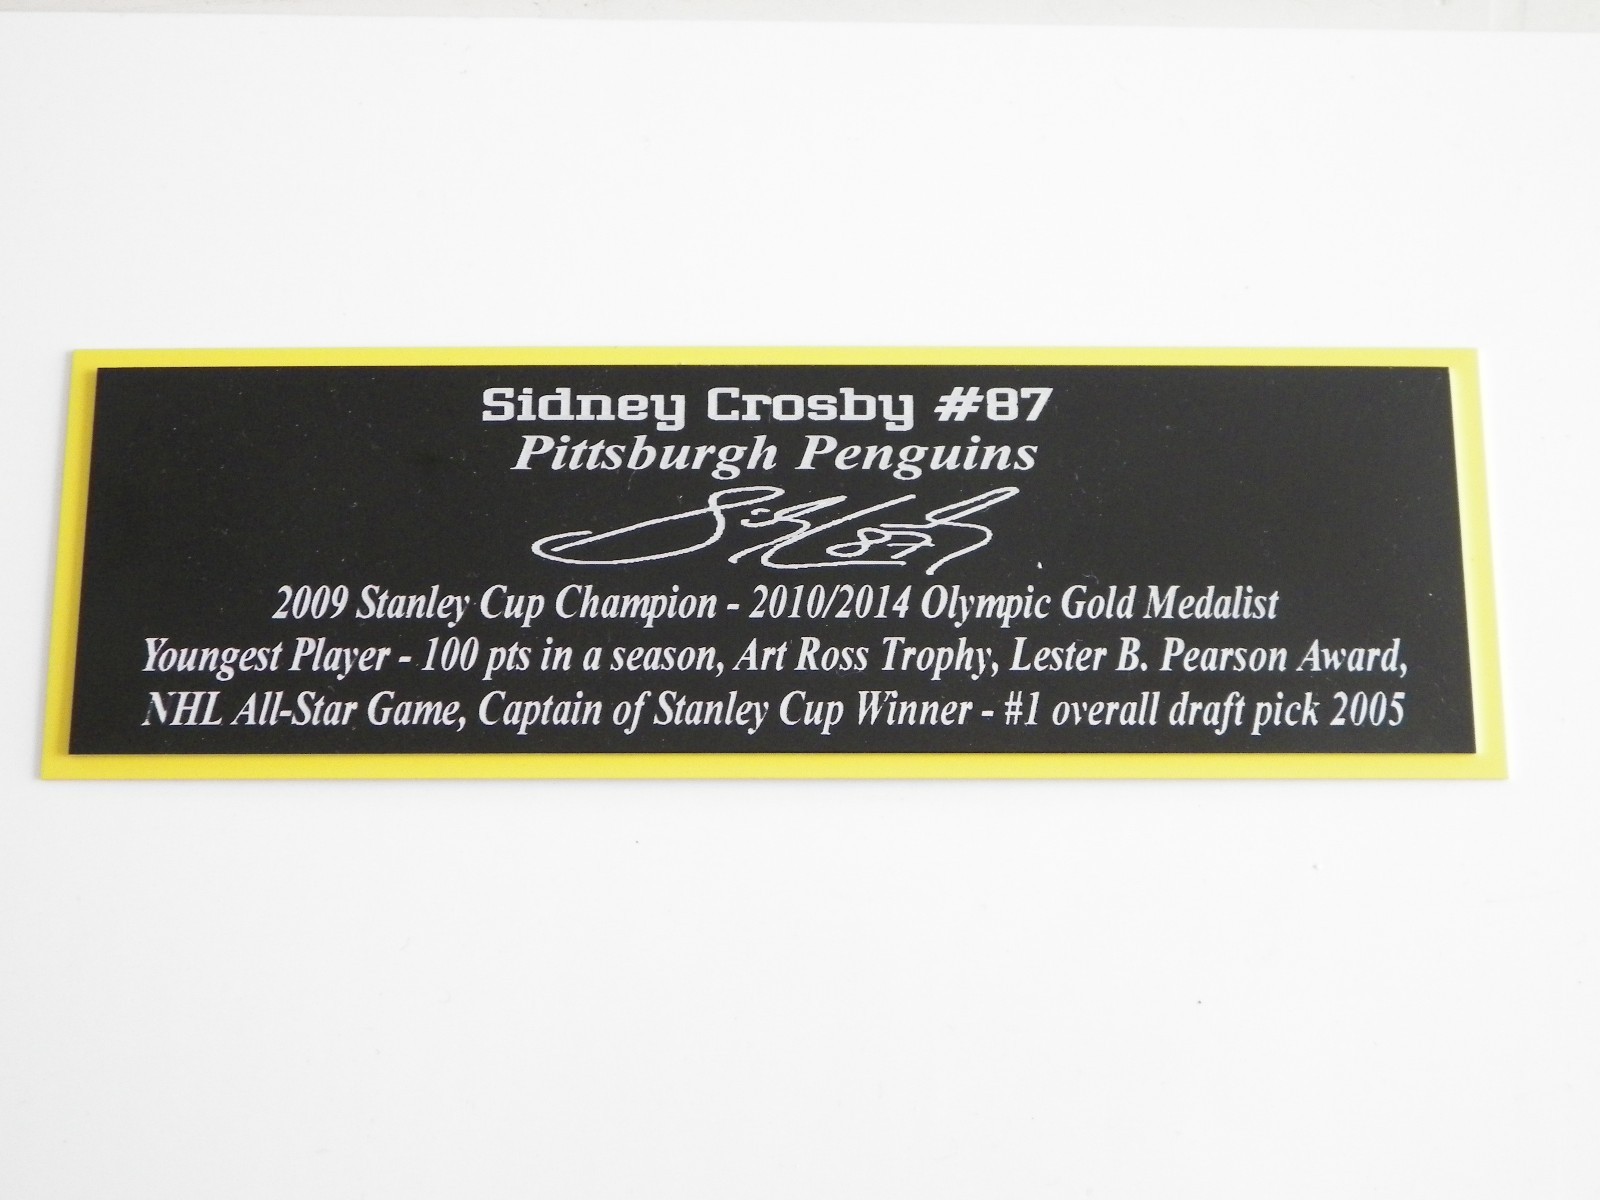 Sidney Crosby #87
Pittsburgh Penguins
87
2009 Stanley Cup Champion - 2010/2014 Olympic Gold Medalist
Youngest Player - 100 pts in a season, Art Ross Trophy, Lester B. Pearson Award,
NHL All-Star Game, Captain of Stanley Cup Winner - #1 overall draft pick 2005